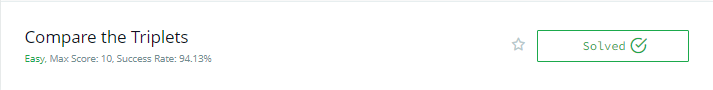 Compare the Triplets
Solved
Easy, Max Score: 10, Success Rate: 94.13%